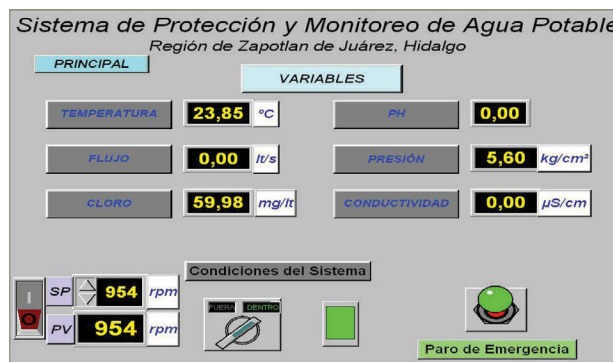 Sistema de Protección y Monitoreo de Agua Potable
Región de Zapotlan de Juárez, Hidalgo
PRINCIPAL
VARIABLES
TEMPERATURA 23,85 ºC PH 0,00
FLUJO 0,00 lt/s PRESIÓN 5,60 kg/cm²
CLORO 59,98 mg/lt CONDUCTIVIDAD 0,00 µS/cm
Condiciones del Sistema
I
SP 954 rpm
FUERA DENTRO
O
PV 954 rpm
Paro de Emergencia